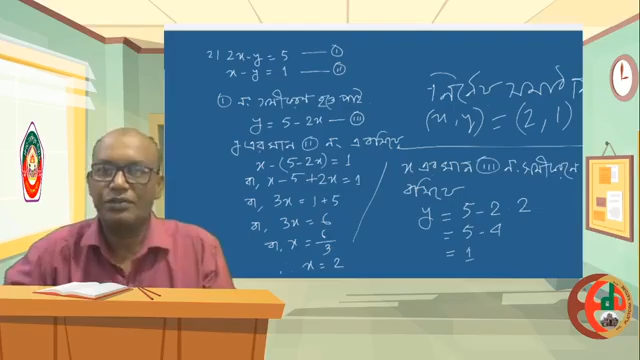 ২। 2x-y=5 —— ⓘ
x-y=1 —— ⓘⓘ
ⓘ নং সমীকরণ হতে পাই
y=5-2x — ⓘⓘⓘ
y এর মান ⓘⓘ নং এ বসিয়ে
x-(5-2x)=1
বা, x-5+2x=1
বা, 3x=1+5
বা, 3x=6
বা, x=6/3
∴ x=2
নির্ণেয় সমাধান
(x,y)=(2,1)
x এর মান ⓘⓘⓘ নং সমীকরণে
বসিয়ে
y=5-2 2
=5-4
=1